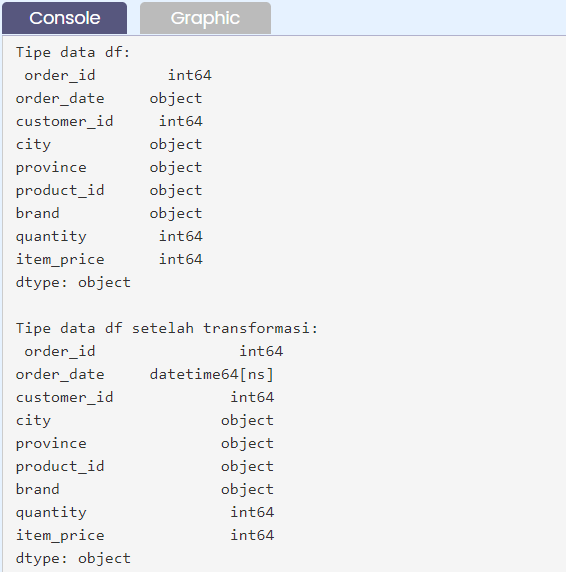 Console Graphic
Tipe data df:
 order_id        int64
order_date     object
customer_id     int64
city           object
province       object
product_id     object
brand          object
quantity        int64
item_price      int64
dtype: object

Tipe data df setelah transformasi:
 order_id                int64
order_date     datetime64[ns]
customer_id             int64
city                   object
province               object
product_id             object
brand                  object
quantity                int64
item_price              int64
dtype: object